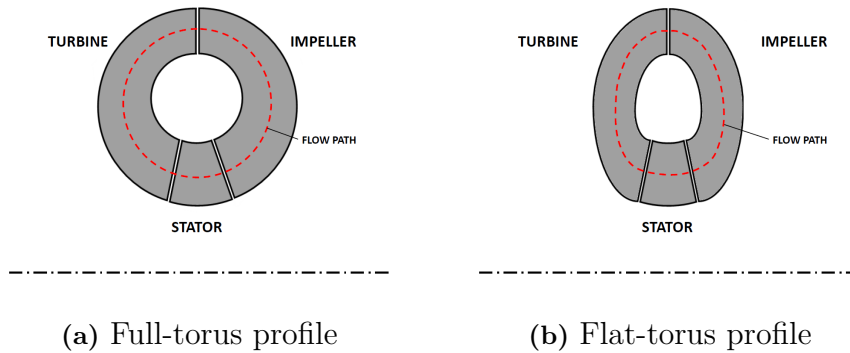 TURBINE IMPELLER
FLOW PATH
STATOR
(a) Full-torus profile
TURBINE IMPELLER
FLOW PATH
STATOR
(b) Flat-torus profile